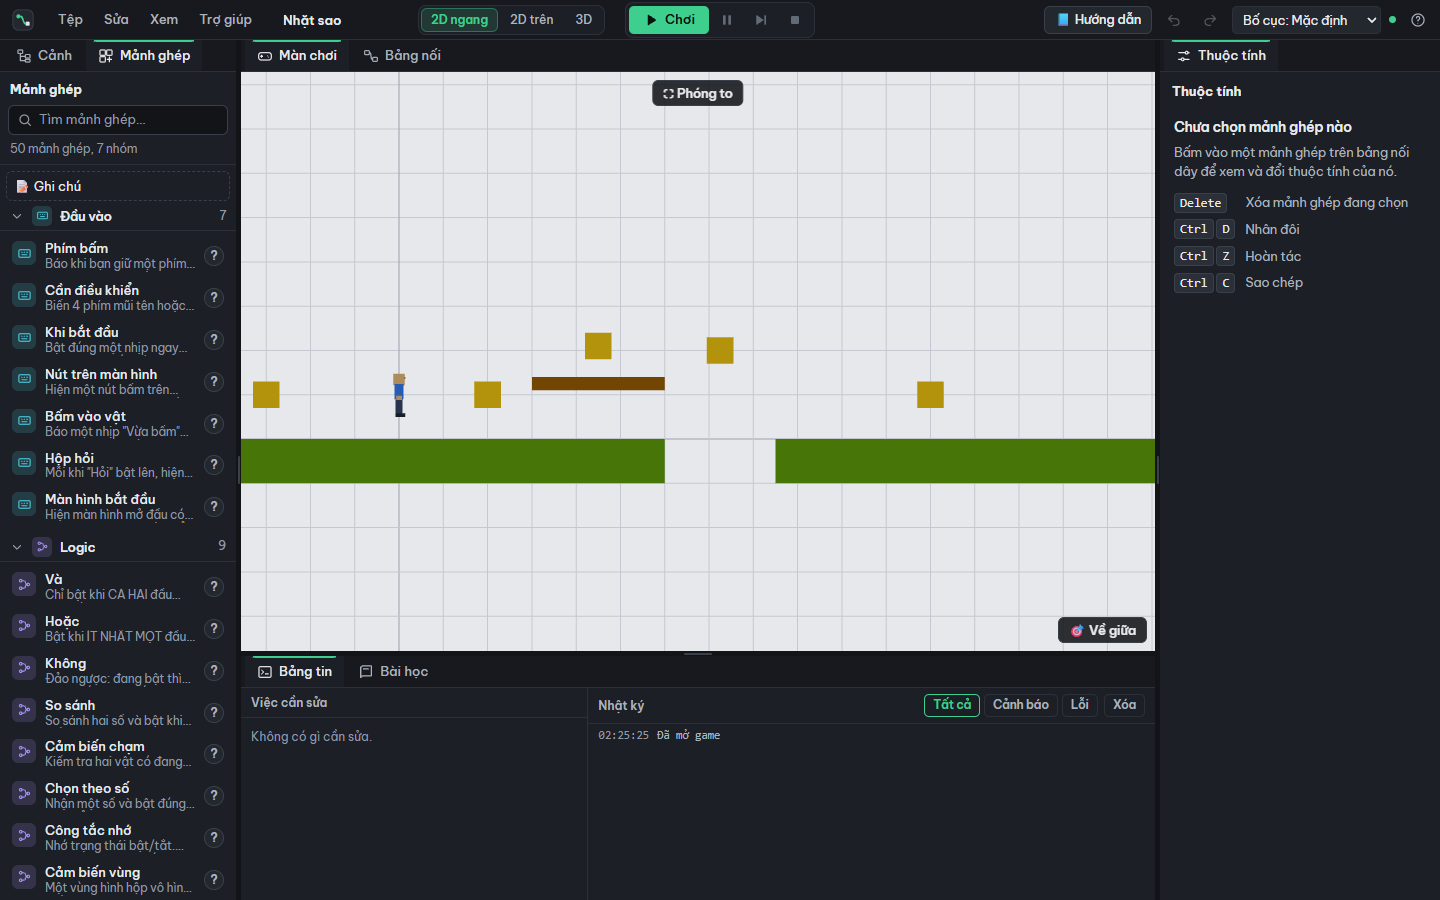 Tệp Sửa Xem Trợ giúp Nhặt sao 2D ngang 2D trên 3D Chơi Hướng dẫn Bố cục: Mặc định
Cảnh Mảnh ghép Màn chơi Bảng nối Thuộc tính
Mảnh ghép
Tìm mảnh ghép...
50 mảnh ghép, 7 nhóm
Ghi chú
Đầu vào 7
Phím bấm
Báo khi bạn giữ một phím... ?
Cần điều khiển
Biến 4 phím mũi tên hoặc... ?
Khi bắt đầu
Bật đúng một nhịp ngay... ?
Nút trên màn hình
Hiện một nút bấm trên... ?
Bấm vào vật
Báo một nhịp "Vừa bấm"... ?
Hộp hỏi
Mỗi khi "Hỏi" bật lên, hiện... ?
Màn hình bắt đầu
Hiện màn hình mở đầu có... ?
Logic 9
Và
Chỉ bật khi CẢ HAI đầu... ?
Hoặc
Bật khi ÍT NHẤT MỘT đầu... ?
Không
Đảo ngược: đang bật thì... ?
So sánh
So sánh hai số và bật khi... ?
Cảm biến chạm
Kiểm tra hai vật có đang... ?
Chọn theo số
Nhận một số và bật đúng... ?
Công tắc nhớ
Nhớ trạng thái bật/tắt.... ?
Cảm biến vùng
Một vùng hình hộp vô hìn... ?
Phóng to
Về giữa
Bảng tin Bài học
Việc cần sửa
Không có gì cần sửa.
Nhật ký Tất cả Cảnh báo Lỗi Xóa
02:25:25 Đã mở game
Thuộc tính
Chưa chọn mảnh ghép nào
Bấm vào một mảnh ghép trên bảng nối
dây để xem và đổi thuộc tính của nó.
Delete Xóa mảnh ghép đang chọn
Ctrl D Nhân đôi
Ctrl Z Hoàn tác
Ctrl C Sao chép